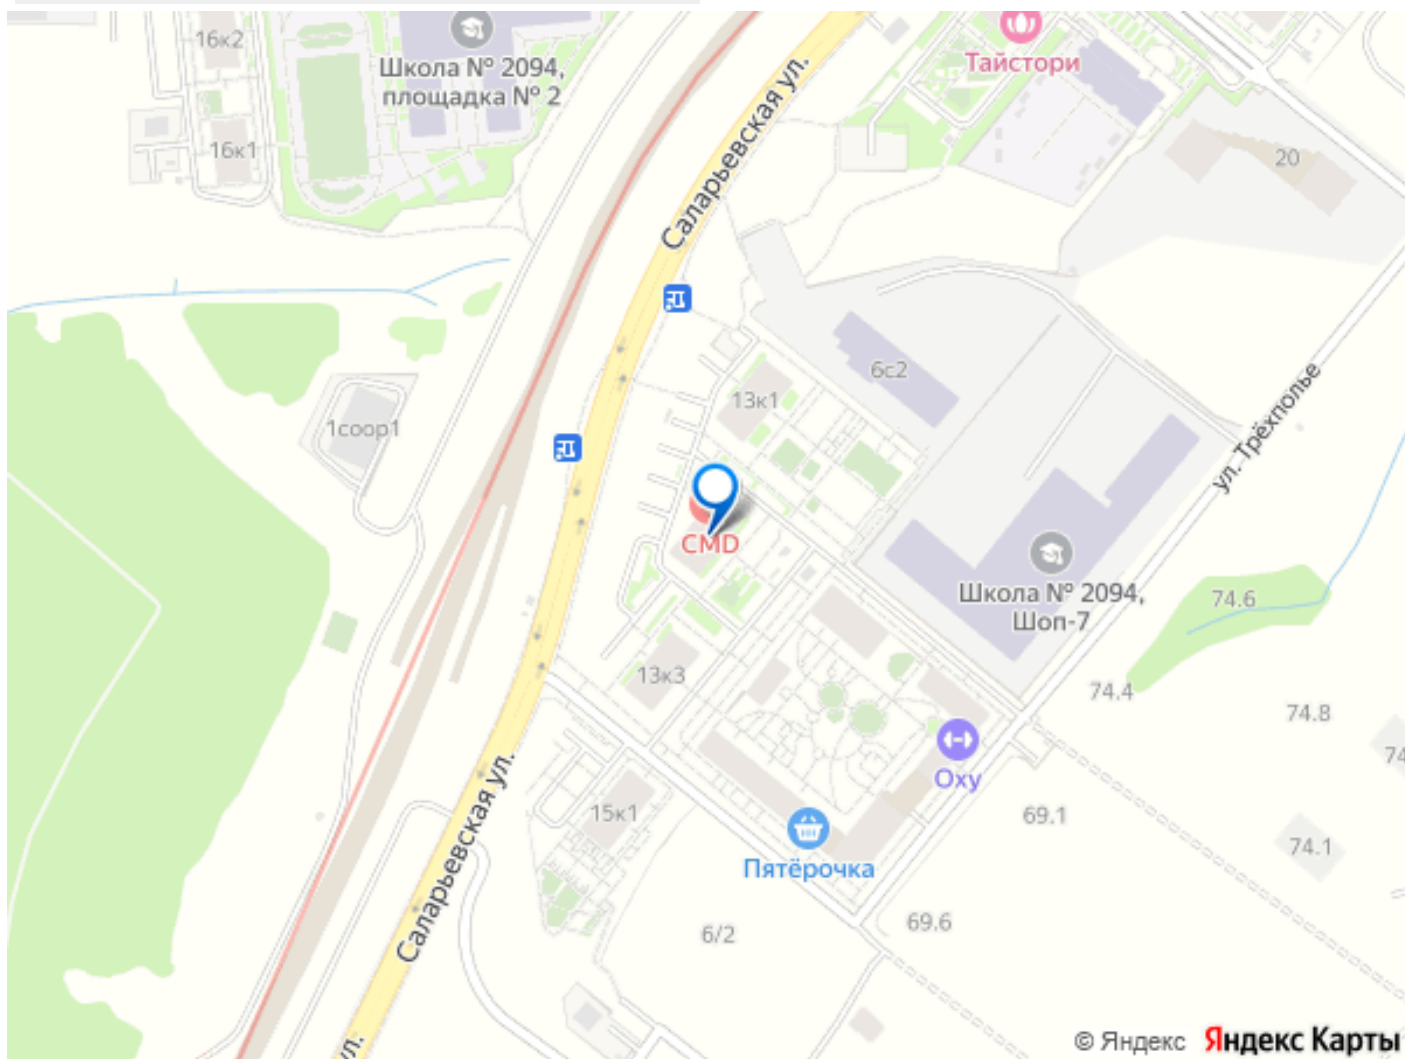 16к2
Школа № 2094,
площадка № 2
16к1
Тайстори
20
Саларьевская ул.
6с2
13к1
1соор1
ул. Трёхполье
CMD
Школа № 2094,
Шоп-7
74.6
13к3
74.4
74.8
74
Оху
15к1
69.1
Пятёрочка
74.1
Саларьевская ул.
6/2
69.6
ул.
© Яндекс Яндекс Карты